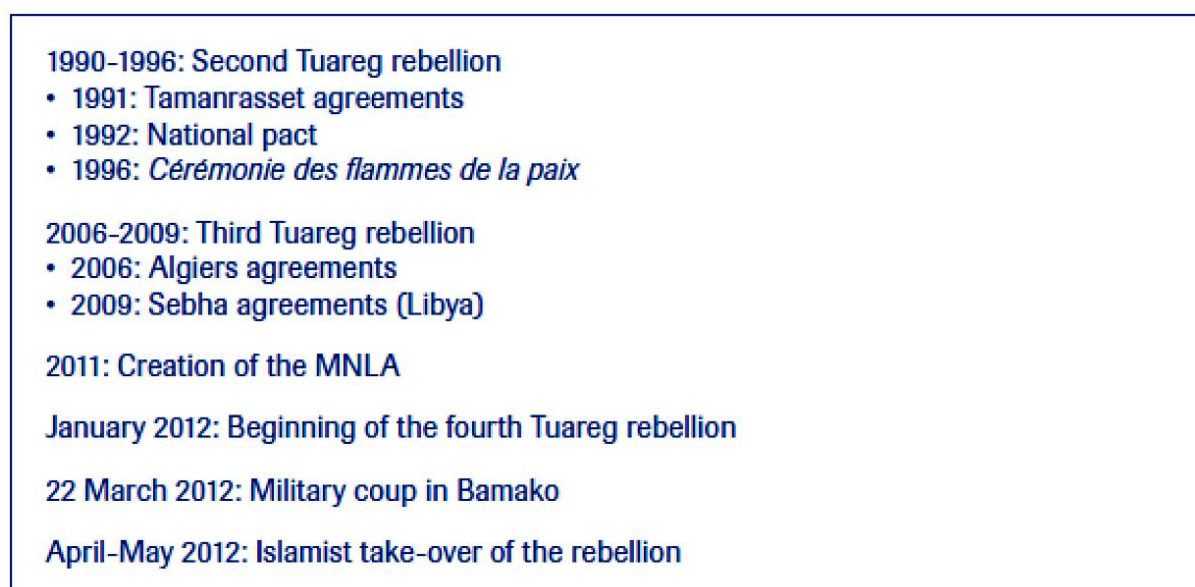 1990-1996: Second Tuareg rebellion
• 1991: Tamanrasset agreements
• 1992: National pact
• 1996: Cérémonie des flammes de la paix
2006-2009: Third Tuareg rebellion
• 2006: Algiers agreements
• 2009: Sebha agreements (Libya)
2011: Creation of the MNLA
January 2012: Beginning of the fourth Tuareg rebellion
22 March 2012: Military coup in Bamako
April-May 2012: Islamist take-over of the rebellion